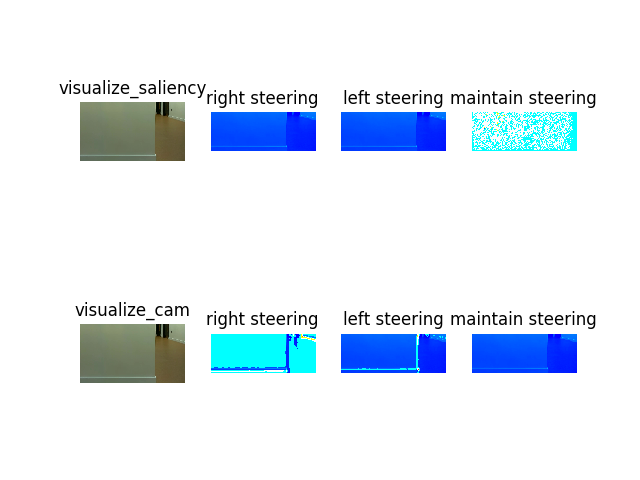 visualize_saliency
right steering
left steering
maintain steering
visualize_cam
right steering
left steering
maintain steering